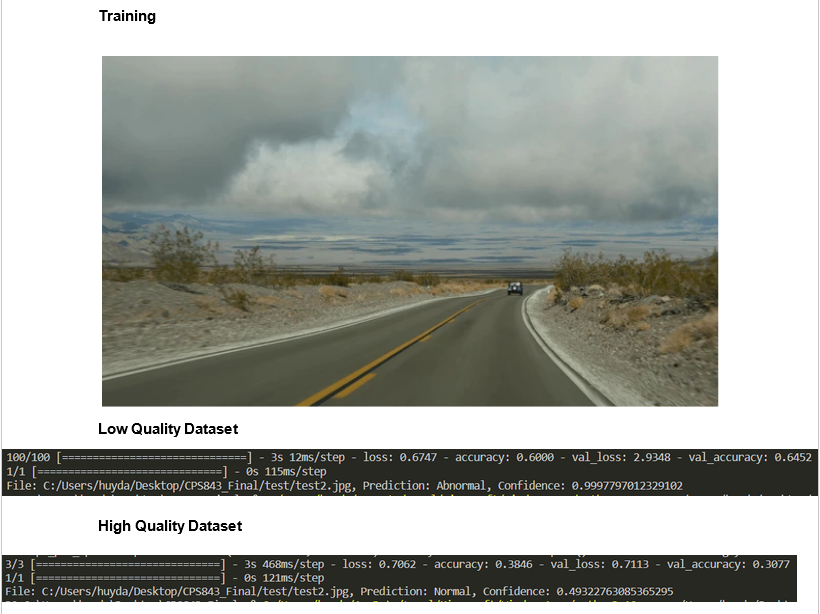 Training
Low Quality Dataset
100/100 [==============================] - 3s 12ms/step - loss: 0.6747 - accuracy: 0.6000 - val_loss: 2.9348 - val_accuracy: 0.6452
1/1 [==============================] - 0s 115ms/step
File: C:/Users/huyda/Desktop/CPS843_Final/test/test2.jpg, Prediction: Abnormal, Confidence: 0.9997797012329102
High Quality Dataset
3/3 [==============================] - 3s 468ms/step - loss: 0.7062 - accuracy: 0.3846 - val_loss: 0.7113 - val_accuracy: 0.3077
1/1 [==============================] - 0s 121ms/step
File: C:/Users/huyda/Desktop/CPS843_Final/test/test2.jpg, Prediction: Normal, Confidence: 0.49322763085365295